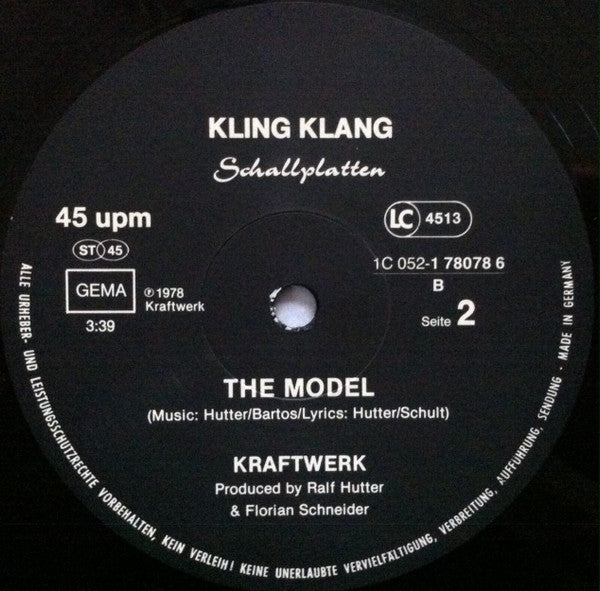 KLING KLANG
Schallplatten
45 upm
ST 45
GEMA
3:39
℗ 1978
Kraftwerk
LC 4513
1C 052-1 78078 6
B
Seite 2
THE MODEL
(Music: Hutter/Bartos/Lyrics: Hutter/Schult)
KRAFTWERK
Produced by Ralf Hutter
& Florian Schneider
ALLE URHEBER- UND LEISTUNGSSCHUTZRECHTE VORBEHALTEN, KEIN VERLEIH! KEINE UNERLAUBTE VERVIELFÄLTIGUNG, VERBREITUNG, AUFFÜHRUNG, SENDUNG · MADE IN GERMANY